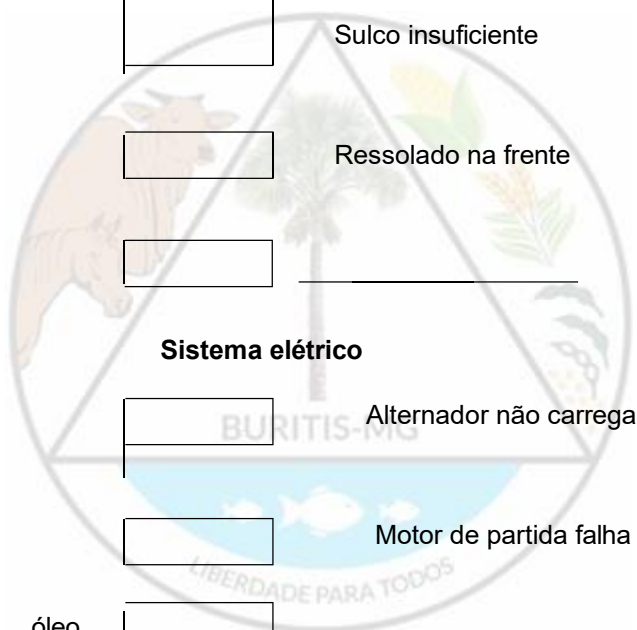 Sulco insuficiente
Ressolado na frente
Sistema elétrico
Alternador não carrega
BURITIS-MG
Motor de partida falha
LIBERDADE PARA TODOS
óleo